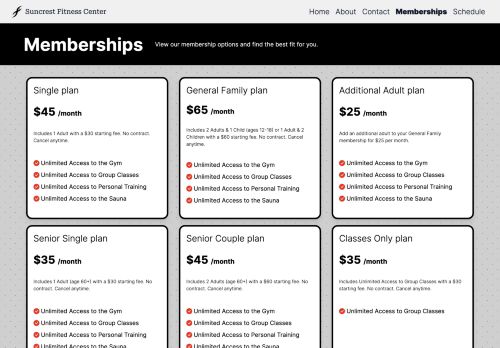 Suncrest Fitness Center
Home About Contact Memberships Schedule
Memberships
View our membership options and find the best fit for you.
Single plan
$45 /month
Includes 1 Adult with a $30 starting fee. No contract.
Cancel anytime.
Unlimited Access to the Gym
Unlimited Access to Group Classes
Unlimited Access to Personal Training
Unlimited Access to the Sauna
General Family plan
$65 /month
Includes 2 Adults & 1 Child (ages 12-18) or 1 Adult & 2
Children with a $60 starting fee. No contract. Cancel
anytime.
Unlimited Access to the Gym
Unlimited Access to Group Classes
Unlimited Access to Personal Training
Unlimited Access to the Sauna
Additional Adult plan
$25 /month
Add an additional adult to your General Family
membership for $25 per month.
Unlimited Access to the Gym
Unlimited Access to Group Classes
Unlimited Access to Personal Training
Unlimited Access to the Sauna
Senior Single plan
$35 /month
Includes 1 Adult (age 60+) with a $30 starting fee. No
contract. Cancel anytime.
Unlimited Access to the Gym
Unlimited Access to Group Classes
Unlimited Access to Personal Training
Unlimited Access to the Sauna
Senior Couple plan
$45 /month
Includes 2 Adults (age 60+) with a $60 starting fee. No
contract. Cancel anytime.
Unlimited Access to the Gym
Unlimited Access to Group Classes
Unlimited Access to Personal Training
Unlimited Access to the Sauna
Classes Only plan
$35 /month
Includes Unlimited Access to Group Classes with a $30
starting fee. No contract. Cancel anytime.
Unlimited Access to Group Classes